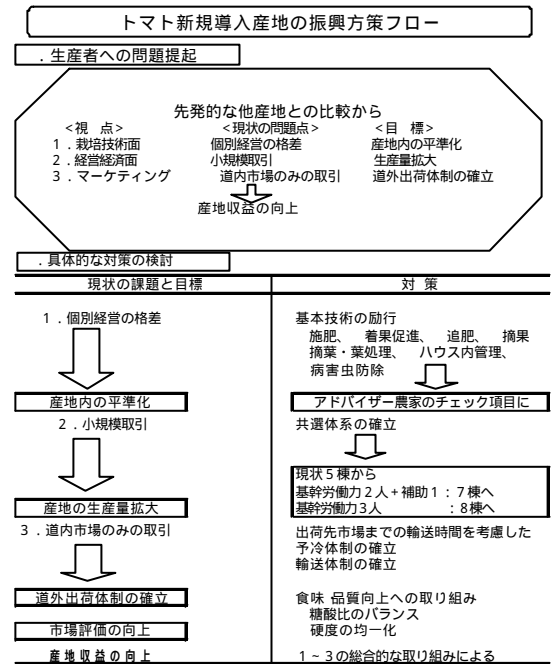 トマト新規導入産地の振興方策フロー
．生産者への問題提起
先発的な他産地との比較から
＜視　点＞　＜現状の問題点＞　＜目　標＞
１．栽培技術面　個別経営の格差　産地内の平準化
２．経営経済面　小規模取引　生産量拡大
３．マーケティング　道内市場のみの取引　道外出荷体制の確立
産地収益の向上
．具体的な対策の検討
現状の課題と目標　対　策
１．個別経営の格差　基本技術の励行
施肥、　着果促進、　追肥、　摘果
摘葉・葉処理、　ハウス内管理、
病害虫防除
産地内の平準化　アドバイザー農家のチェック項目に
２．小規模取引　共選体系の確立
現状５棟から
基幹労働力２人＋補助１：７棟へ
産地の生産量拡大　基幹労働力３人　：８棟へ
３．道内市場のみの取引　出荷先市場までの輸送時間を考慮した
予冷体制の確立
輸送体制の確立
道外出荷体制の確立　食味　品質向上への取り組み
糖酸比のバランス
市場評価の向上　硬度の均一化
産地収益の向上　１～３の総合的な取り組みによる